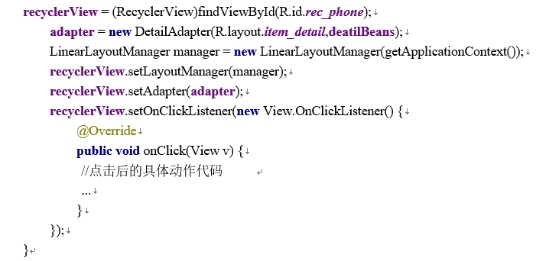 recyclerView = (RecyclerView)findViewById(R.id.rec_phone);
adapter = new DetailAdapter(R.layout.item_detail,deatilBeans);
LinearLayoutManager manager = new LinearLayoutManager(getApplicationContext());
recyclerView.setLayoutManager(manager);
recyclerView.setAdapter(adapter);
recyclerView.setOnClickListener(new View.OnClickListener() {
@Override
public void onClick(View v) {
//点击后的具体动作代码
...
}
});
}